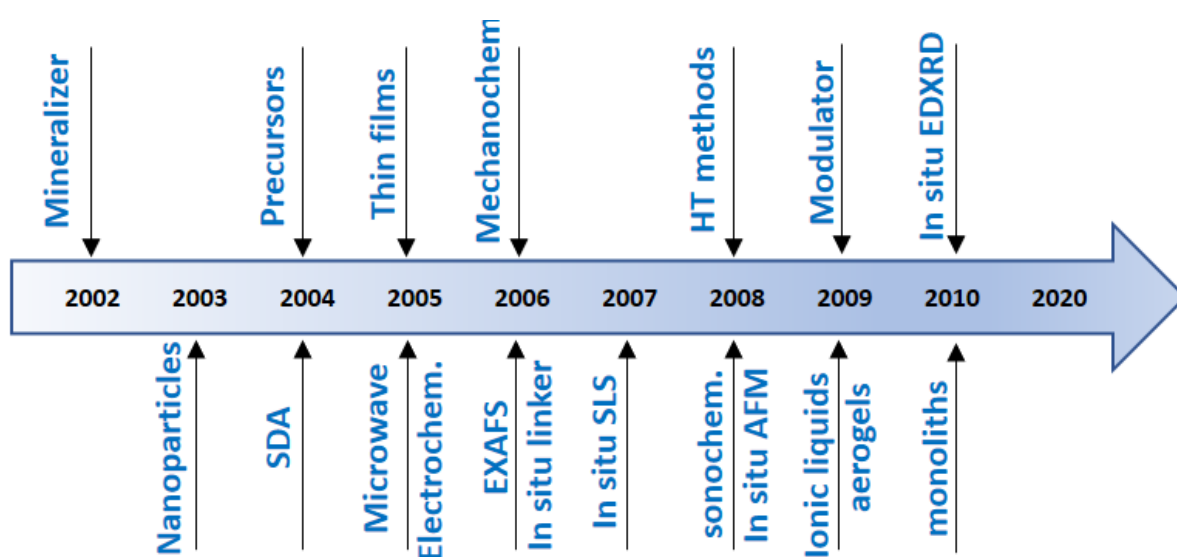 Mineralizer
Precursors
Thin films
Mechanochem
HT methods
Modulator
In situ EDXRD
2002 2003 2004 2005 2006 2007 2008 2009 2010 2020
Nanoparticles
SDA
Microwave
Electrochem.
EXAFS
In situ linker
In situ SLS
sonochem.
In situ AFM
Ionic liquids
aerogels
monoliths